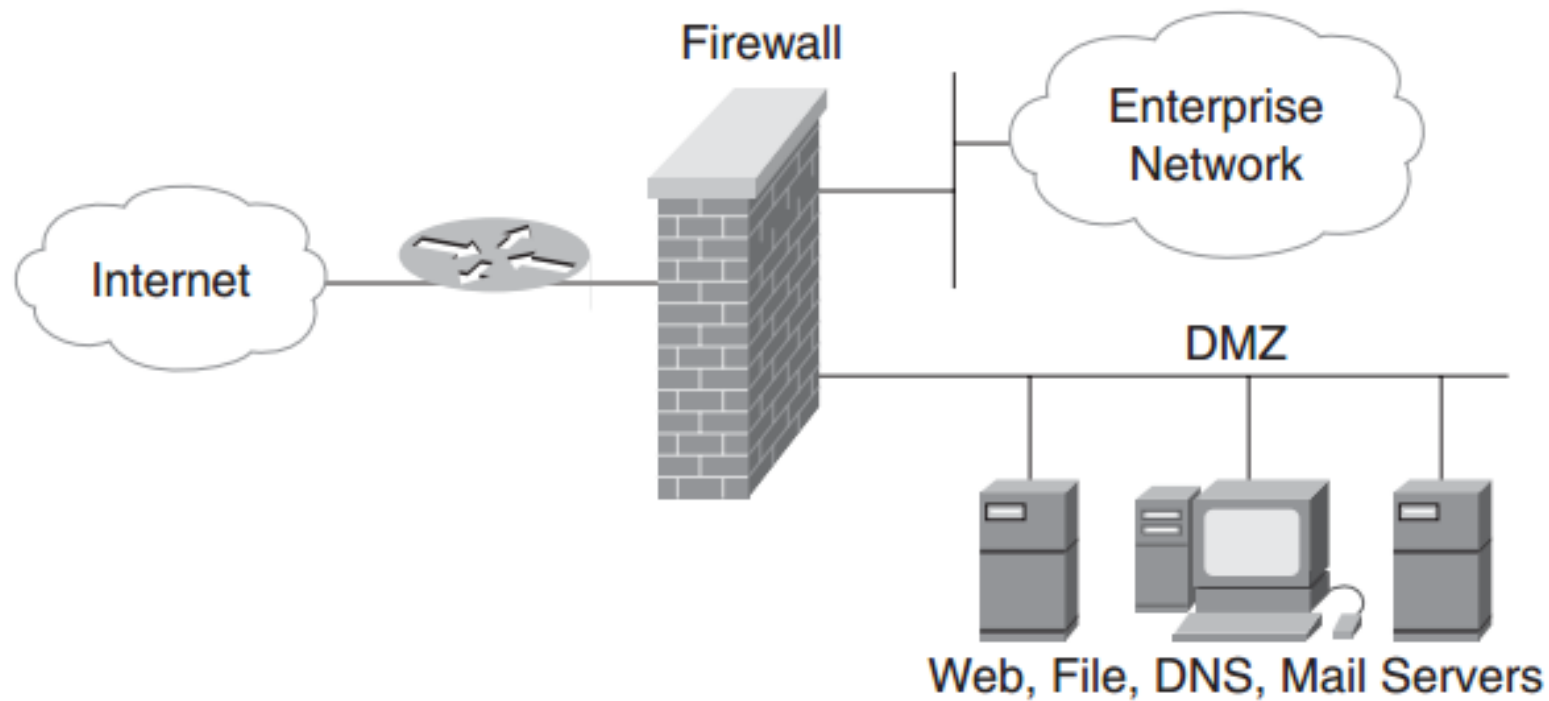 Firewall
Enterprise
Network
Internet
DMZ
Web, File, DNS, Mail Servers